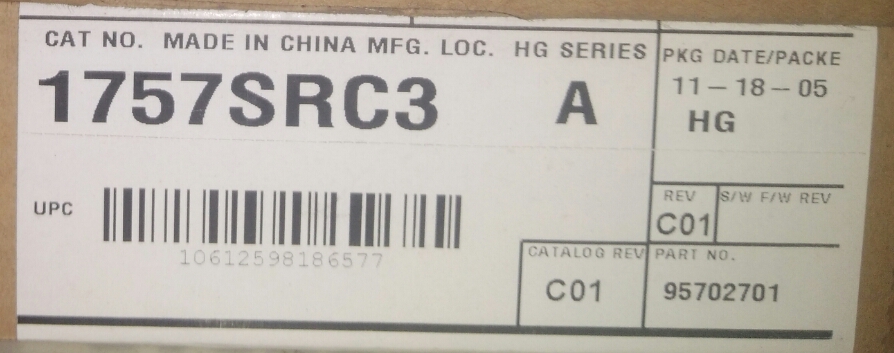 CAT NO. MADE IN CHINA MFG. LOC. HG SERIES
1757SRC3 A
PKG DATE/PACKE
11-18-05
HG
UPC
10612598186577
REV
C01
S/W F/W REV
CATALOG REV
C01
PART NO.
95702701